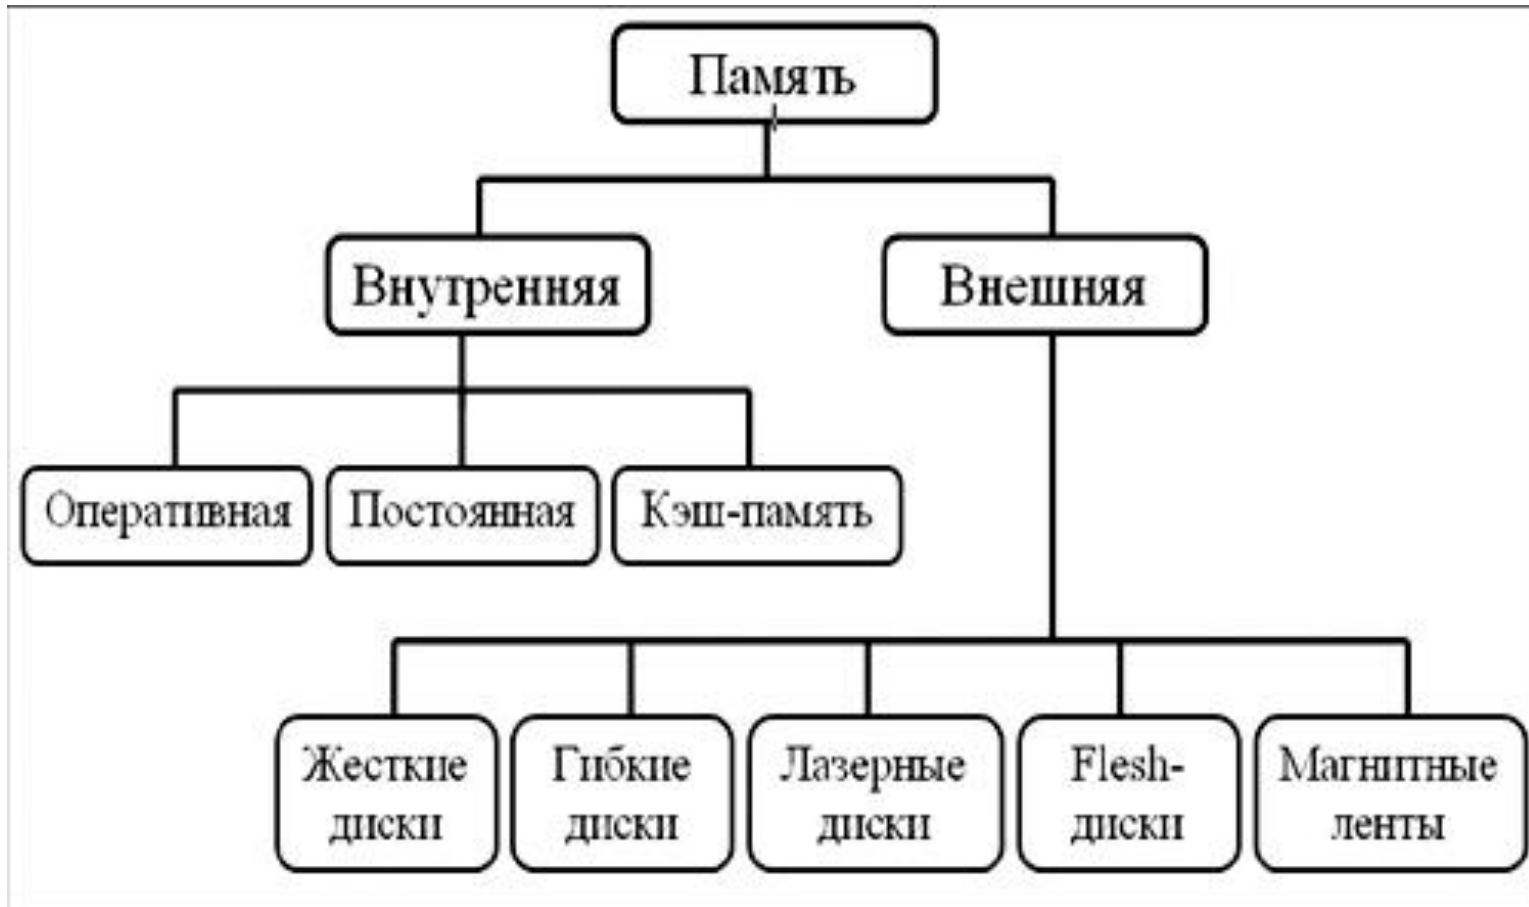 Память
Внутренняя
Внешняя
Оперативная
Постоянная
Кэш-память
Жесткие
диски
Гибкие
диски
Лазерные
диски
Flesh-
диски
Магнитные
ленты